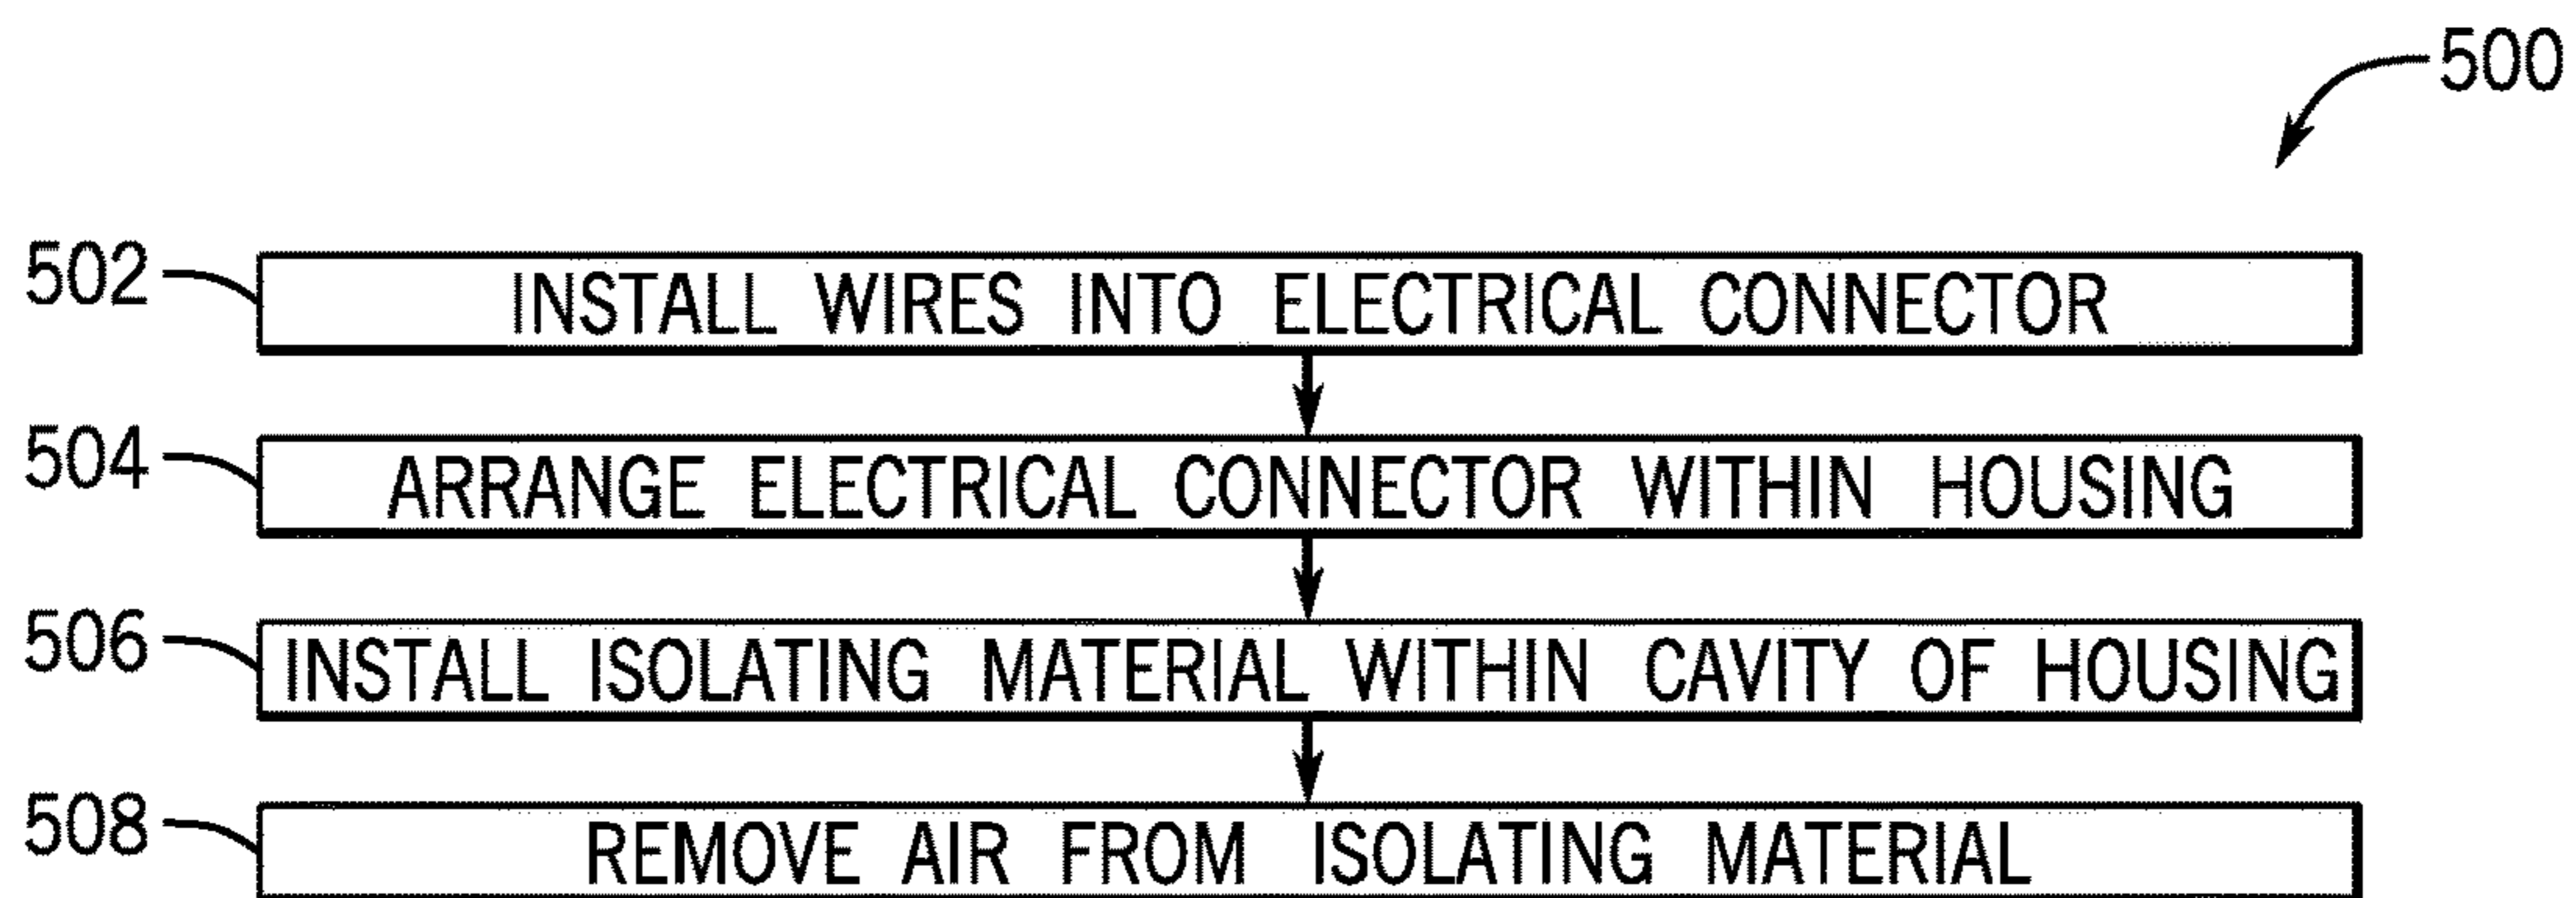 500
502 INSTALL WIRES INTO ELECTRICAL CONNECTOR
504 ARRANGE ELECTRICAL CONNECTOR WITHIN HOUSING
506 INSTALL ISOLATING MATERIAL WITHIN CAVITY OF HOUSING
508 REMOVE AIR FROM ISOLATING MATERIAL